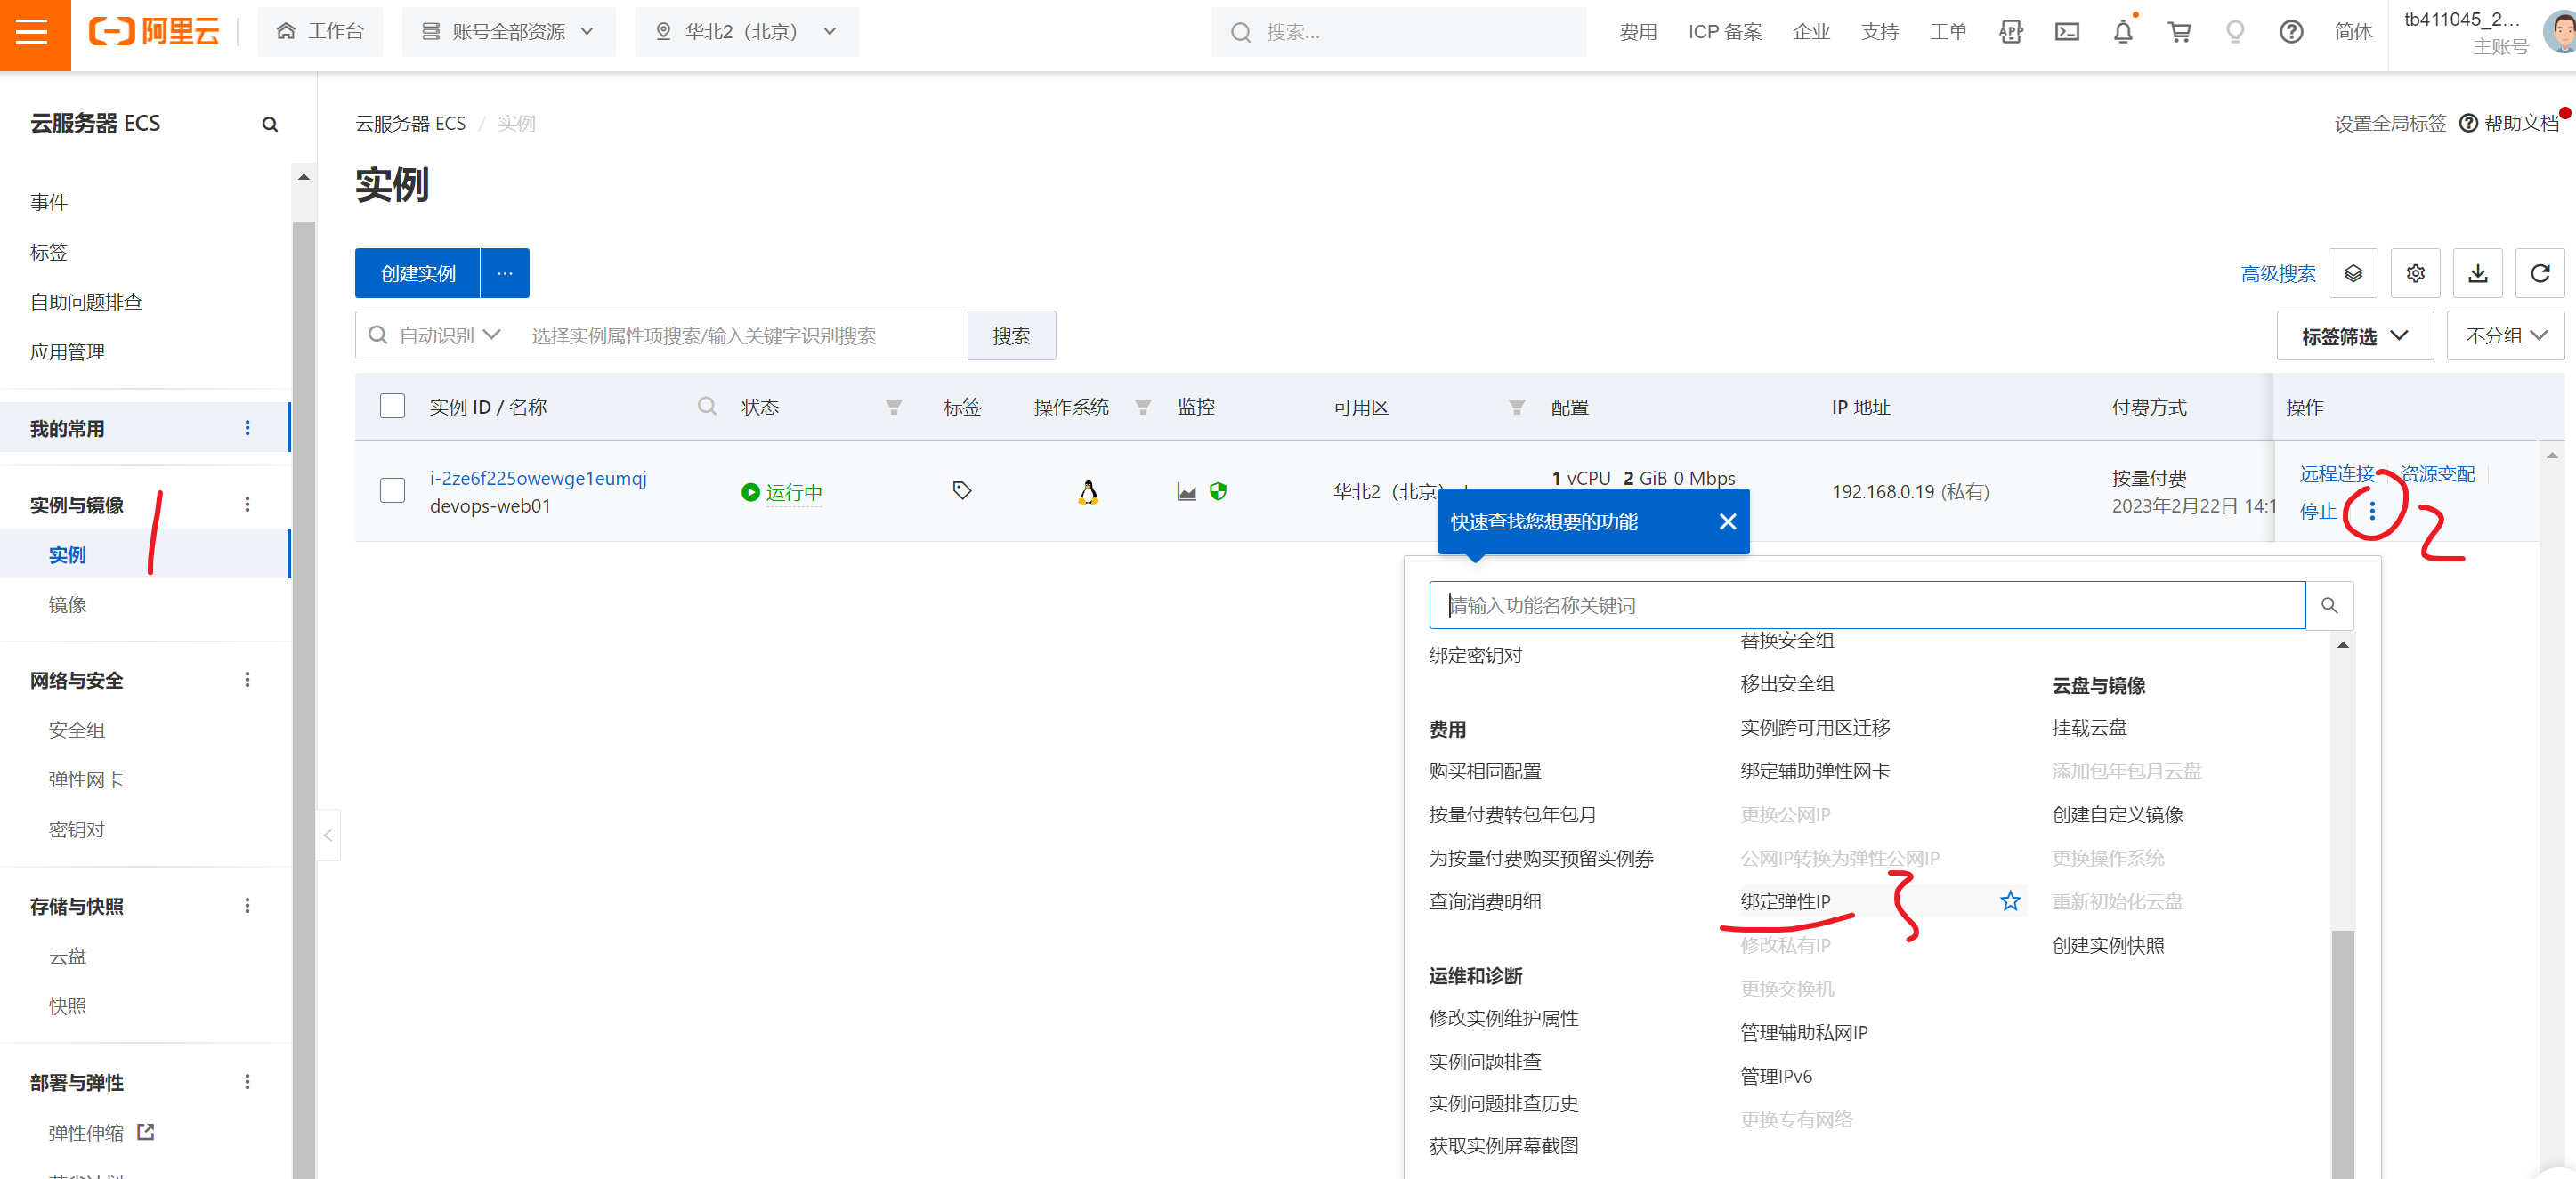 阿里云
工作台
账号全部资源
华北2（北京）
搜索...
费用
ICP 备案
企业
支持
工单
APP
简体
tb411045_2...
主账号
云服务器 ECS
事件
标签
自助问题排查
应用管理
我的常用
实例与镜像
实例
镜像
网络与安全
安全组
弹性网卡
密钥对
存储与快照
云盘
快照
部署与弹性
弹性伸缩
云服务器 ECS / 实例
设置全局标签
帮助文档
实例
创建实例
...
高级搜索
自动识别
选择实例属性项搜索/输入关键字识别搜索
搜索
标签筛选
不分组
实例 ID / 名称
状态
标签
操作系统
监控
可用区
配置
IP 地址
付费方式
操作
i-2ze6f225owewge1eumqj
devops-web01
运行中
华北2（北京）
1 vCPU 2 GiB 0 Mbps
192.168.0.19 (私有)
按量付费
2023年2月22日 14:1
远程连接
资源变配
停止
1
2
3
快速查找您想要的功能
请输入功能名称关键词
绑定密钥对
费用
购买相同配置
按量付费转包年包月
为按量付费购买预留实例券
查询消费明细
运维和诊断
修改实例维护属性
实例问题排查
实例问题排查历史
获取实例屏幕截图
替换安全组
移出安全组
实例跨可用区迁移
绑定辅助弹性网卡
更换公网IP
公网IP转换为弹性公网IP
绑定弹性IP
修改私有IP
更换交换机
管理辅助私网IP
管理IPv6
更换专有网络
云盘与镜像
挂载云盘
添加包年包月云盘
创建自定义镜像
更换操作系统
重新初始化云盘
创建实例快照